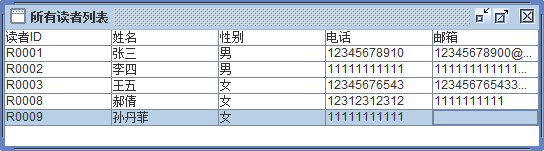 所有读者列表
读者ID 姓名 性别 电话 邮箱
R0001 张三 男 12345678910 12345678900@...
R0002 李四 男 11111111111 111111111111...
R0003 王五 女 12345676543 123456765433...
R0008 郝倩 女 12312312312 1111111111
R0009 孙丹菲 女 11111111111